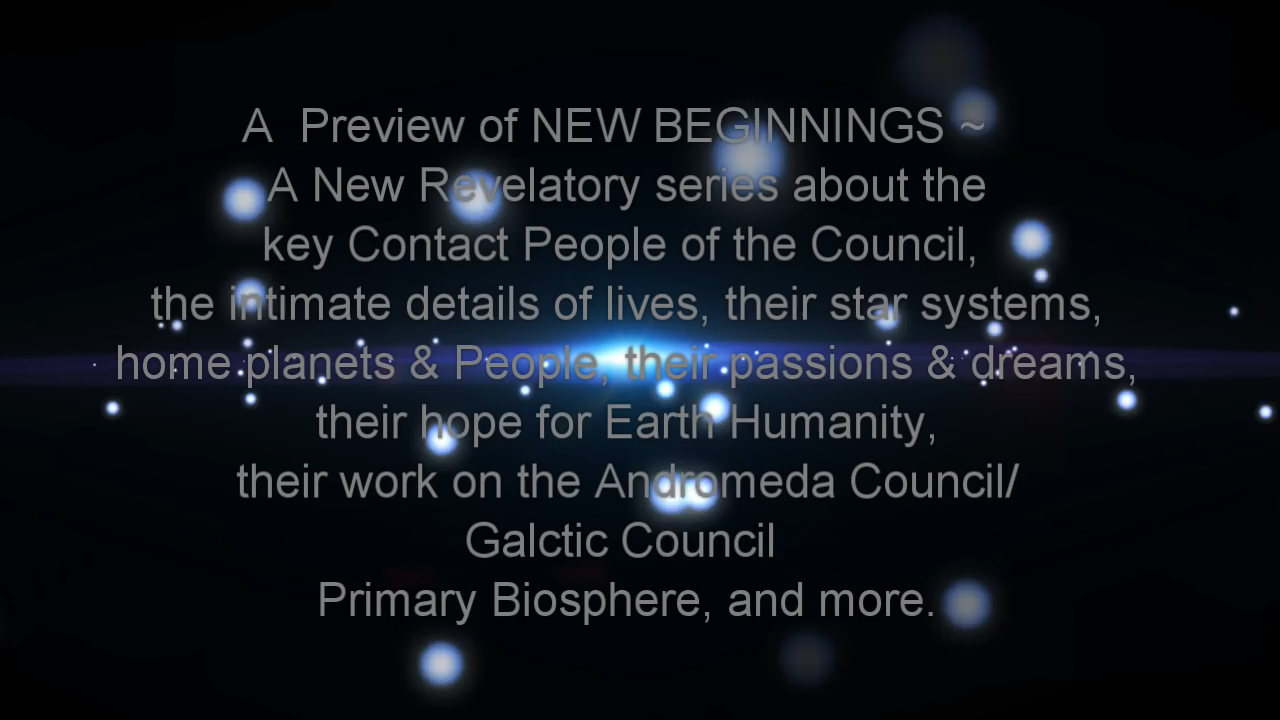 A  Preview of NEW BEGINNINGS ~
A New Revelatory series about the
key Contact People of the Council,
the intimate details of lives, their star systems,
home planets & People, their passions & dreams,
their hope for Earth Humanity,
their work on the Andromeda Council/
Galctic Council
Primary Biosphere, and more.